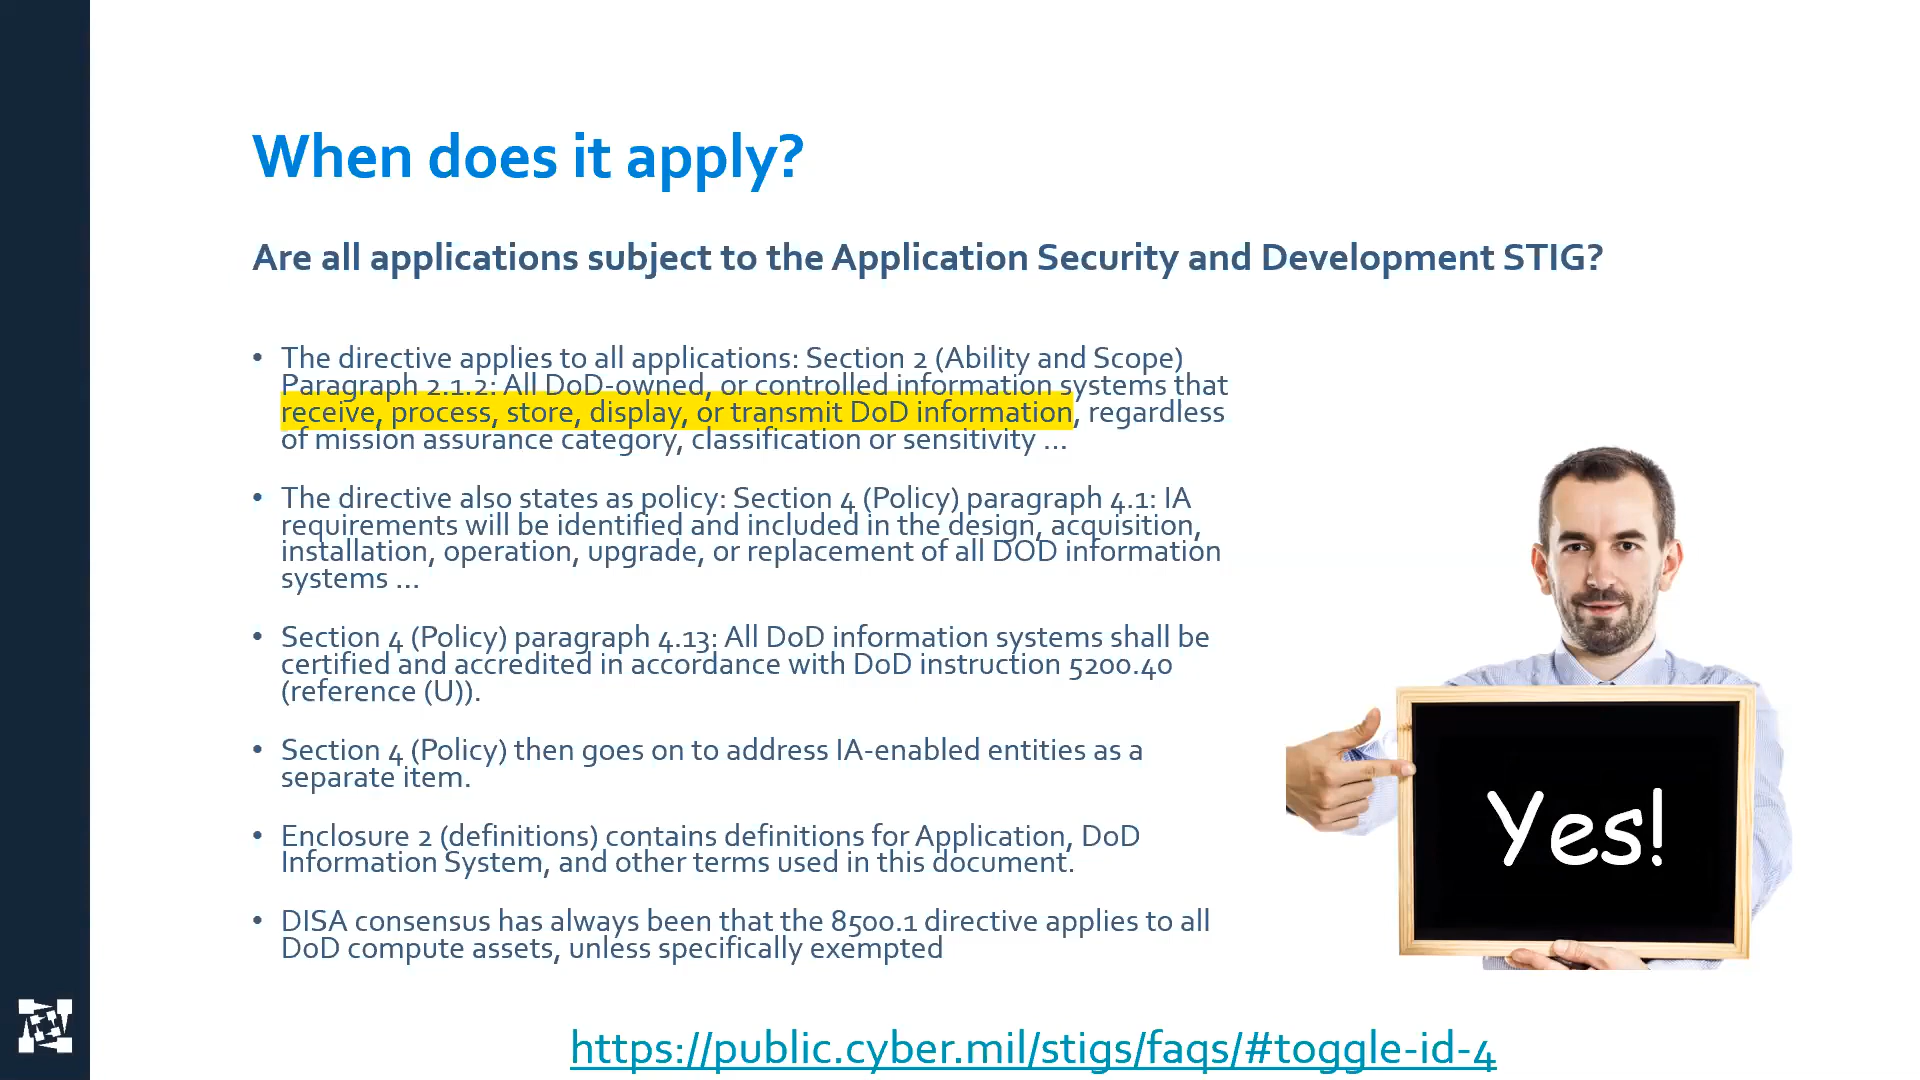 When does it apply?
Are all applications subject to the Application Security and Development STIG?
• The directive applies to all applications: Section 2 (Ability and Scope)
Paragraph 2.1.2: All DoD-owned, or controlled information systems that
receive, process, store, display, or transmit DoD information, regardless
of mission assurance category, classification or sensitivity ...
• The directive also states as policy: Section 4 (Policy) paragraph 4.1: IA
requirements will be identified and included in the design, acquisition,
installation, operation, upgrade, or replacement of all DOD information
systems ...
• Section 4 (Policy) paragraph 4.13: All DoD information systems shall be
certified and accredited in accordance with DoD instruction 5200.40
(reference (U)).
• Section 4 (Policy) then goes on to address IA-enabled entities as a
separate item.
• Enclosure 2 (definitions) contains definitions for Application, DoD
Information System, and other terms used in this document.
• DISA consensus has always been that the 8500.1 directive applies to all
DoD compute assets, unless specifically exempted
Yes!
https://public.cyber.mil/stigs/faqs/#toggle-id-4